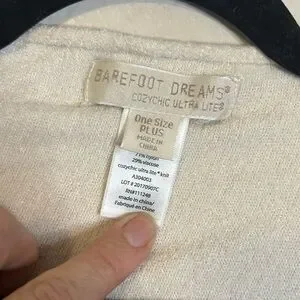 BAREFOOT DREAMS®
COZYCHIC ULTRA LITE®
One Size
PLUS
MADE IN
CHINA
71% nylon
29% viscose
cozychic ultra lite® knit
A304003
LOT # 20170907C
RN#111248
made in china/
Fabriqué en Chine